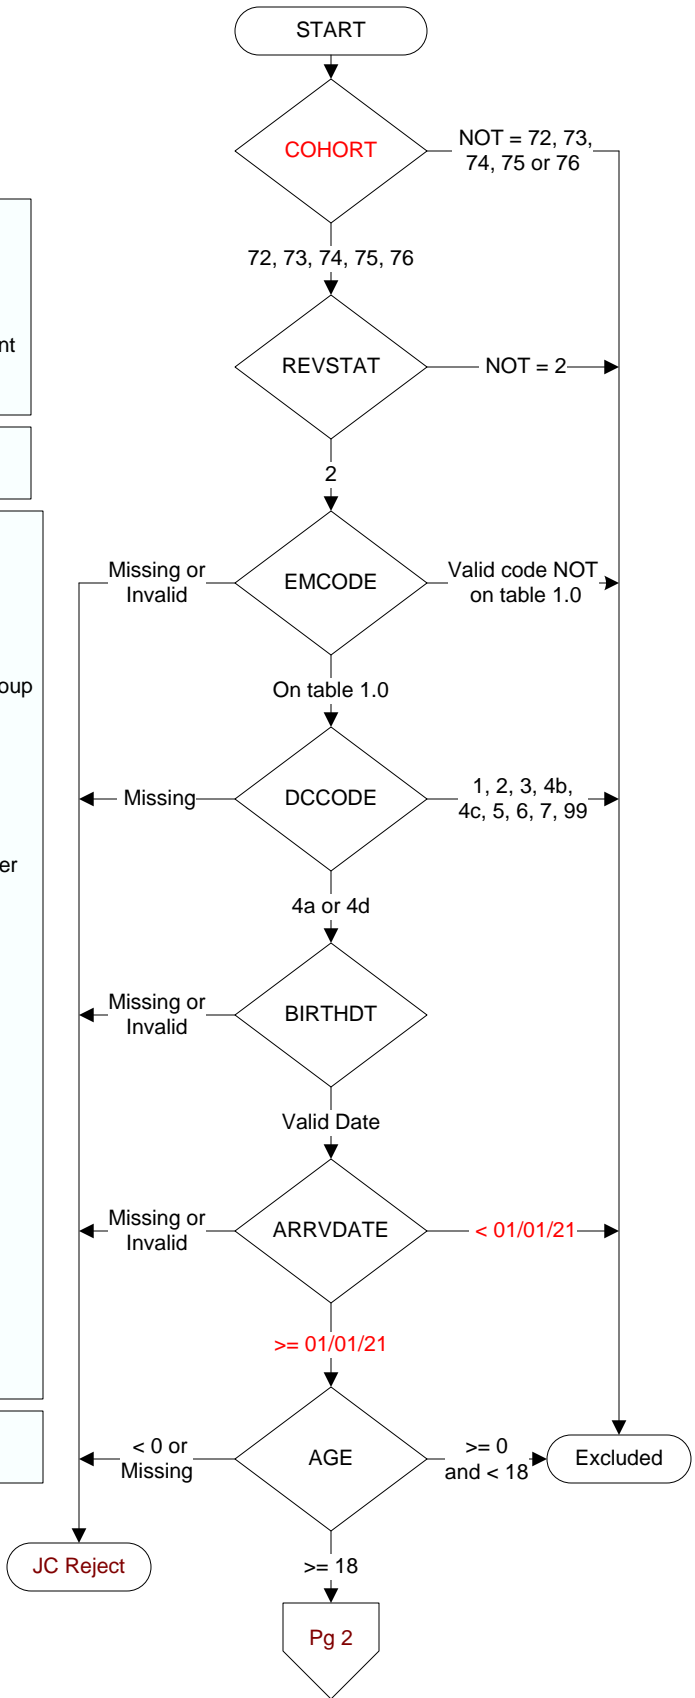 START
COHORT
NOT = 72, 73,
74, 75 or 76
72, 73, 74, 75, 76
nt
REVSTAT
NOT = 2
2
Missing or
Invalid
EMCODE
Valid code NOT
on table 1.0
On table 1.0
oup
Missing
DCCODE
1, 2, 3, 4b,
4c, 5, 6, 7, 99
er
4a or 4d
Missing or
Invalid
BIRTHDT
Valid Date
Missing or
Invalid
ARRVDATE
< 01/01/21
>= 01/01/21
< 0 or
Missing
AGE
>= 0
and < 18
Excluded
JC Reject
>= 18
Pg 2